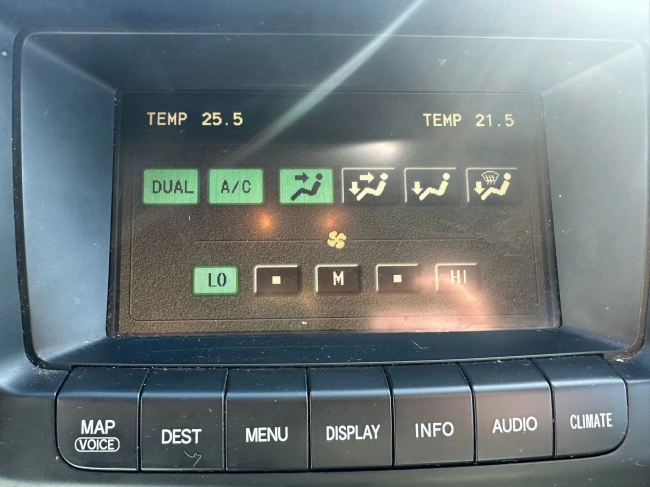 TEMP 25.5 TEMP 21.5
DUAL A/C
LO M HI
MAP DEST MENU DISPLAY INFO AUDIO CLIMATE
VOICE